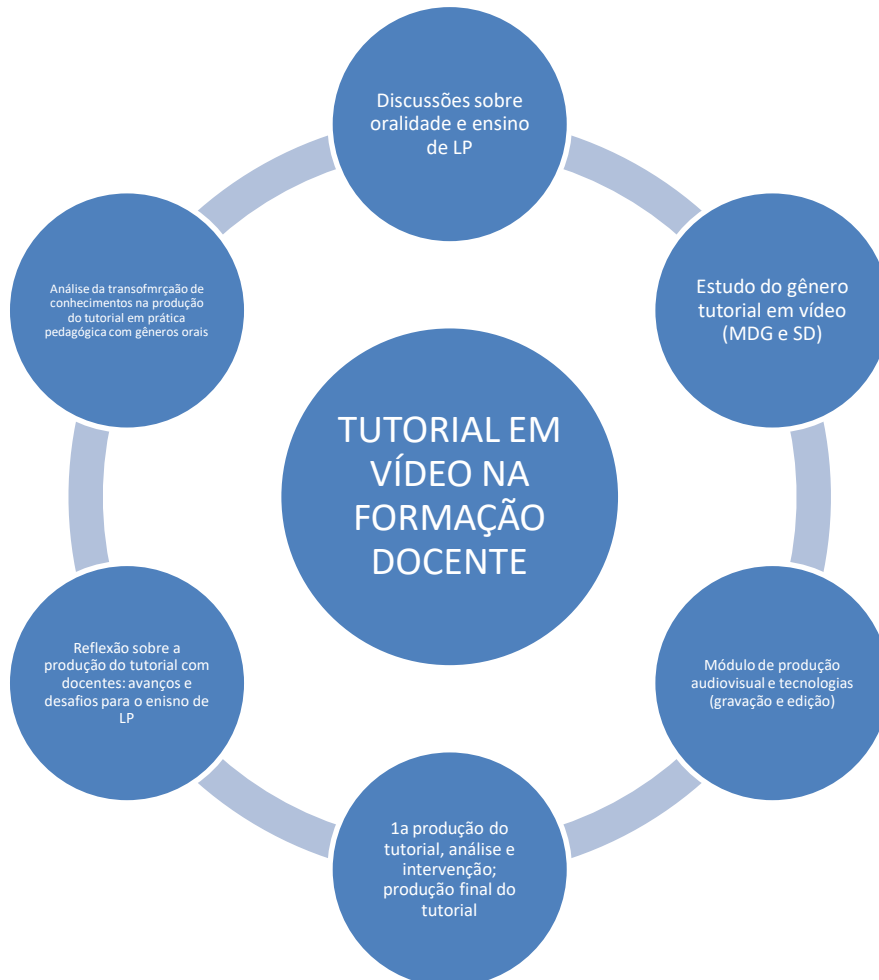 Discussões sobre
oralidade e ensino
de LP
Estudo do gênero
tutorial em vídeo
(MDG e SD)
Módulo de produção
audiovisual e tecnologias
(gravação e edição)
1a produção do
tutorial, análise e
intervenção;
produção final do
tutorial
Reflexão sobre a
produção do tutorial com
docentes: avanços e
desafios para o enisno de
LP
Análise da transofmrçaão de
conhecimentos na produção
do tutorial em prática
pedagógica com gêneros orais
TUTORIAL EM
VÍDEO NA
FORMAÇÃO
DOCENTE